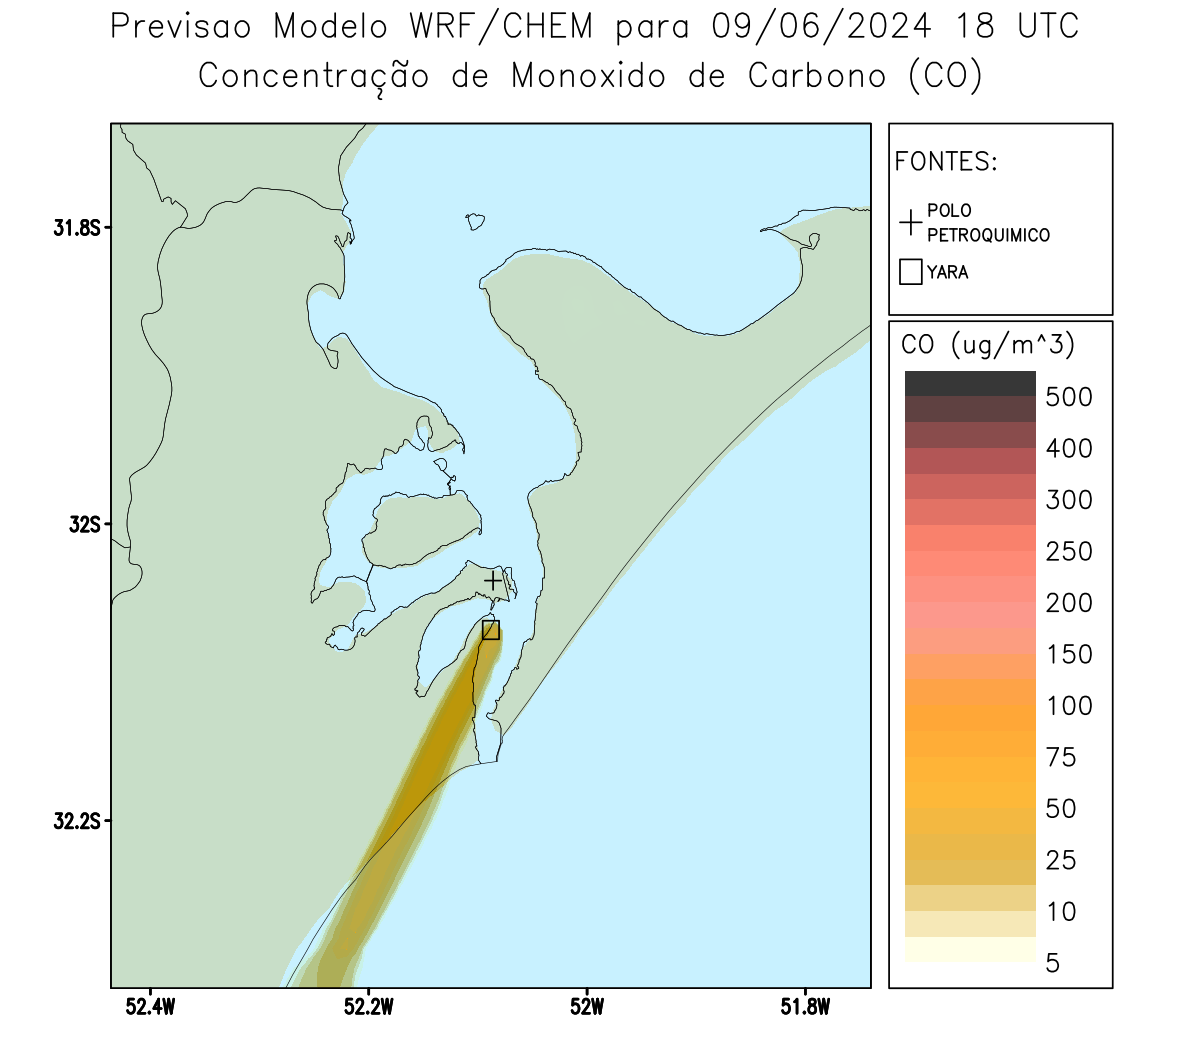 Previsao Modelo WRF/CHEM para 09/06/2024 18 UTC
Concentração de Monoxido de Carbono (CO)
FONTES:
POLO
PETROQUIMICO
YARA
CO (ug/m^3)
500
400
300
250
200
150
100
75
50
25
10
5
31.8S
32S
32.2S
52.4W
52.2W
52W
51.8W